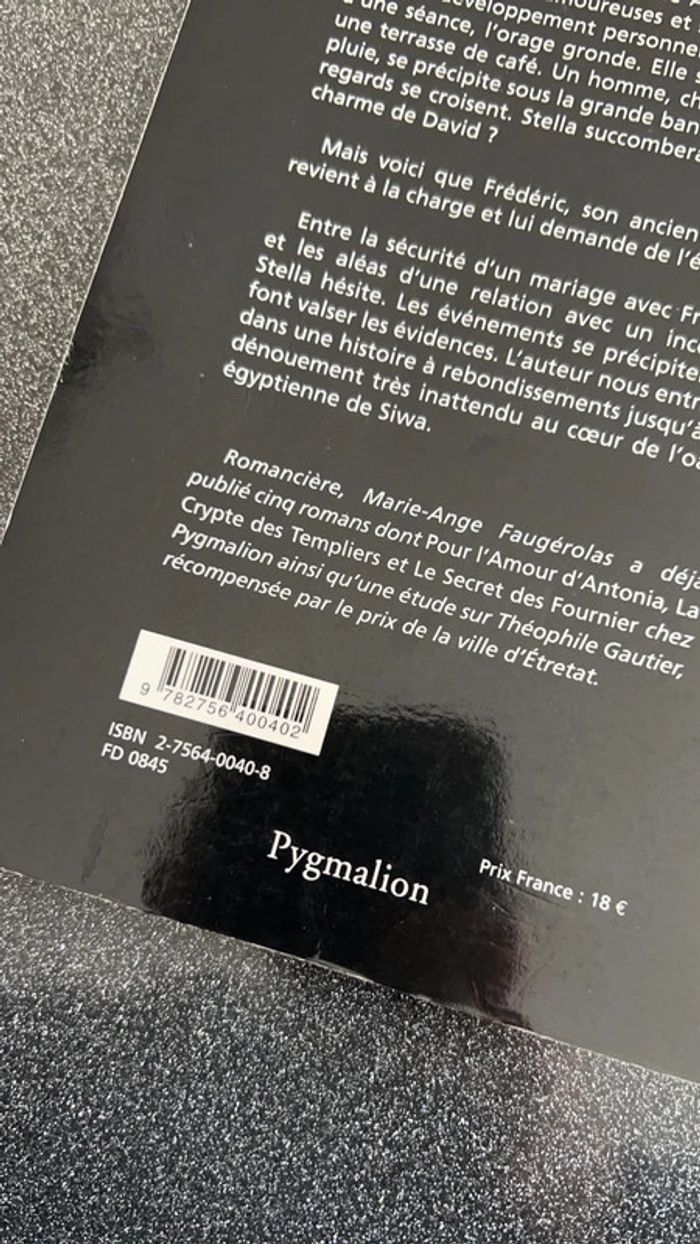 moureuses et
développement personne
d'une séance, l'orage gronde. Elle s
une terrasse de café. Un homme, ch
pluie, se précipite sous la grande ban
regards se croisent. Stella succomber
charme de David ?
Mais voici que Frédéric, son ancien
revient à la charge et lui demande de l'é
Entre la sécurité d'un mariage avec Fr
et les aléas d'une relation avec un inc
Stella hésite. Les événements se précipite
font valser les évidences. L'auteur nous entr
dans une histoire à rebondissements jusqu'à
dénouement très inattendu au cœur de l'o
égyptienne de Siwa.
Romancière, Marie-Ange Faugérolas a déjà
publié cinq romans dont Pour l'Amour d'Antonia, La
Crypte des Templiers et Le Secret des Fournier chez
Pygmalion ainsi qu'une étude sur Théophile Gautier,
récompensée par le prix de la ville d'Étretat.
9 782756 400402
ISBN 2-7564-0040-8
FD 0845
Pygmalion
Prix France : 18 €